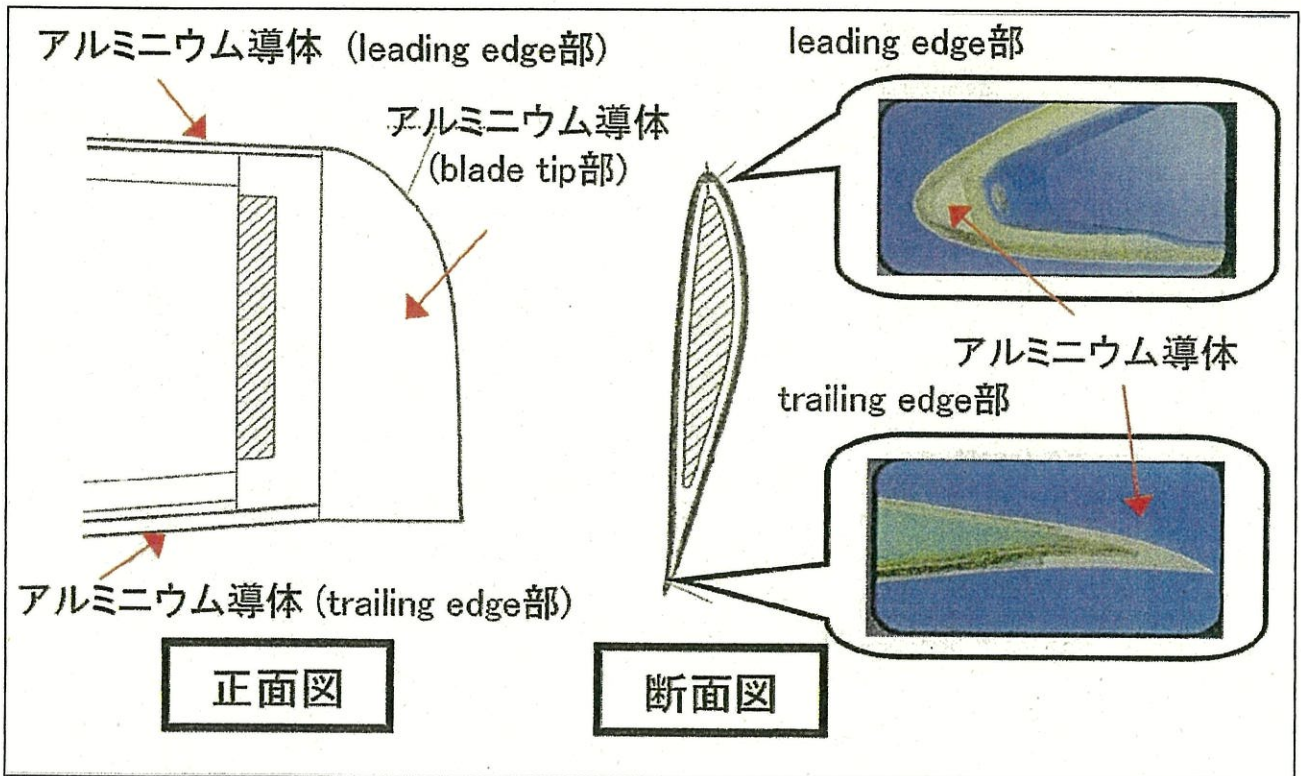 アルミニウム導体 (leading edge部)
アルミニウム導体
(blade tip部)
アルミニウム導体 (trailing edge部)
正面図
leading edge部
アルミニウム導体
trailing edge部
断面図